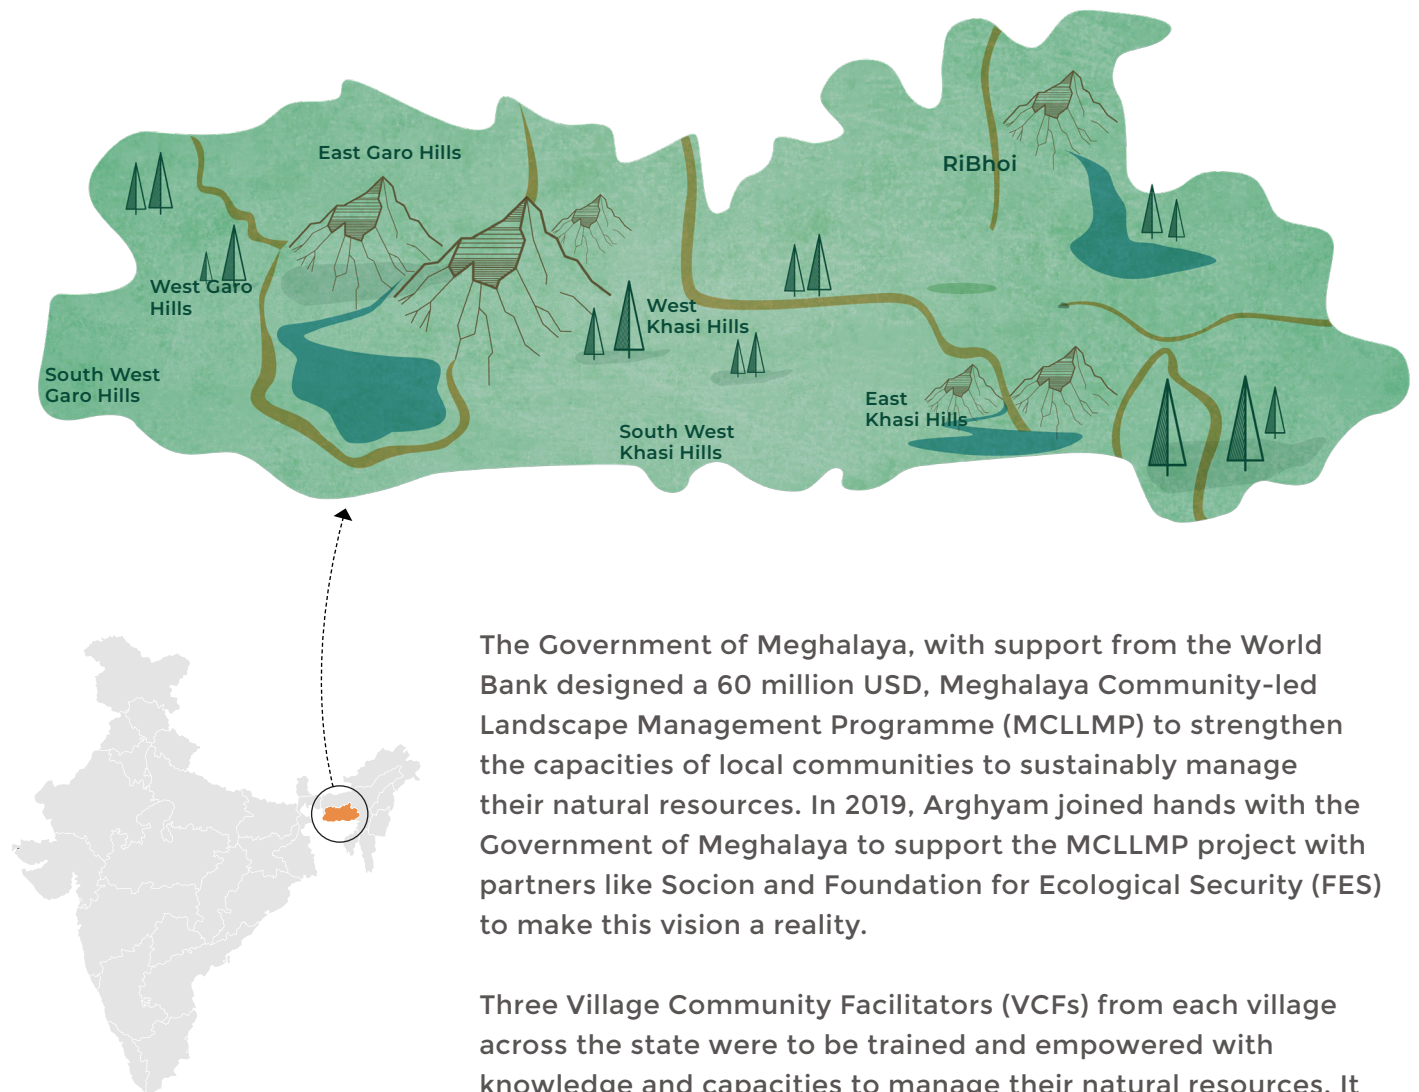 East Garo Hills
RiBhoi
West Garo
Hills
West
Khasi Hills
South West
Garo Hills
East
Khasi Hills
South West
Khasi Hills
The Government of Meghalaya, with support from the World
Bank designed a 60 million USD, Meghalaya Community-led
Landscape Management Programme (MCLLMP) to strengthen
the capacities of local communities to sustainably manage
their natural resources. In 2019, Arghyam joined hands with the
Government of Meghalaya to support the MCLLMP project with
partners like Socion and Foundation for Ecological Security (FES)
to make this vision a reality.
Three Village Community Facilitators (VCFs) from each village
across the state were to be trained and empowered with
knowledge and capacities to manage their natural resources. It